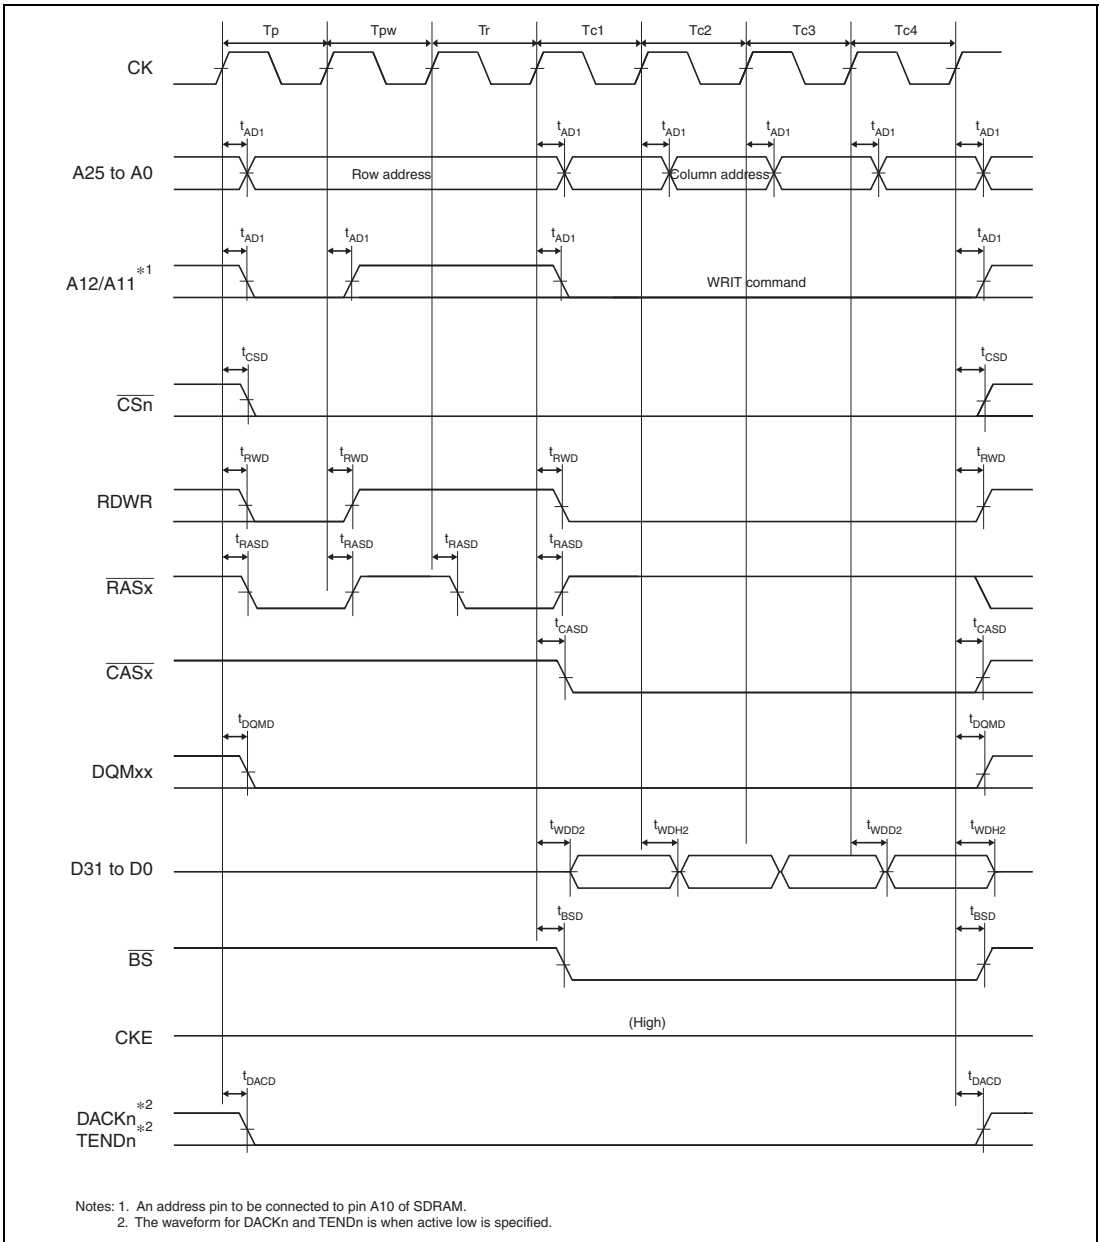 Tp Tpw Tr Tc1 Tc2 Tc3 Tc4
CK
tAD1 tAD1 tAD1 tAD1 tAD1 tAD1
A25 to A0 Row address Column address
tAD1 tAD1 tAD1 tAD1
A12/A11*1 WRIT command
tCSD tCSD
CSn
tRWD tRWD tRWD tRWD
RDWR
tRASD tRASD tRASD tRASD
RASx
tCASD tCASD
CASx
tDQMD tDQMD
DQMxx
tWDD2 tWDH2 tWDD2 tWDH2
D31 to D0
tBSD tBSD
BS
(High)
CKE
tDACD tDACD
DACKn*2
TENDn*2
Notes: 1. An address pin to be connected to pin A10 of SDRAM.
2. The waveform for DACKn and TENDn is when active low is specified.